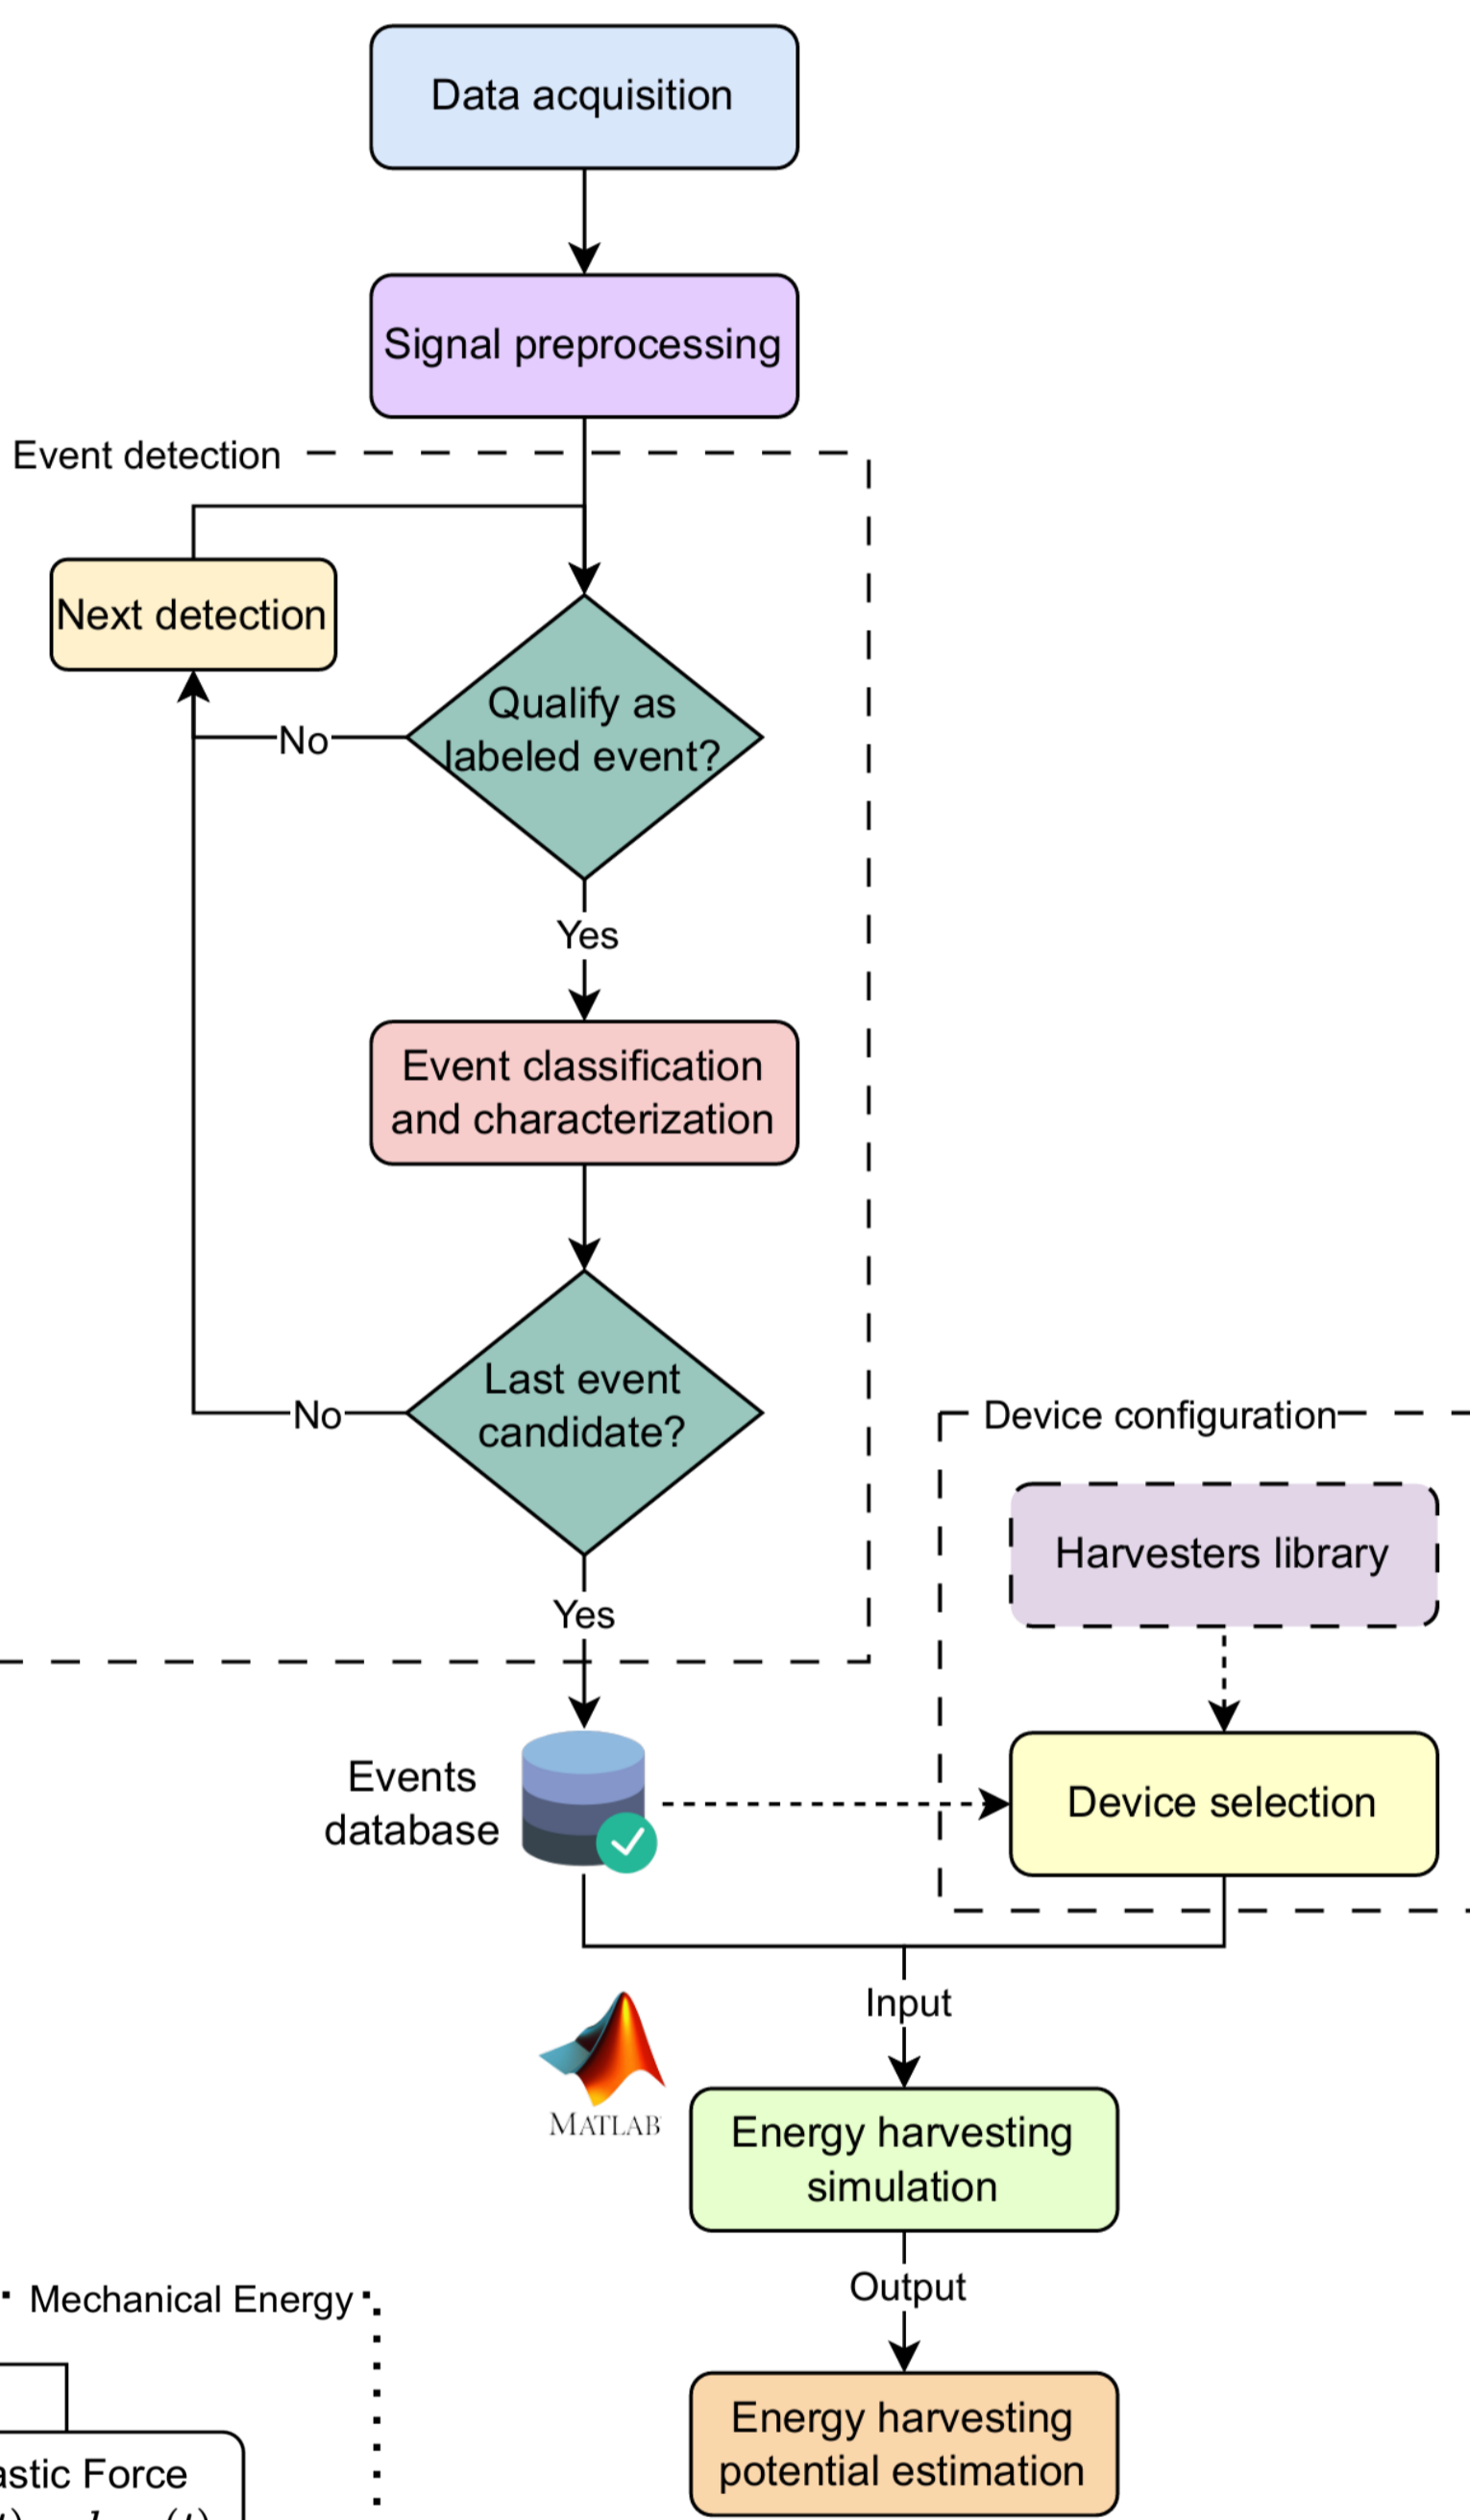 Data acquisition
Signal preprocessing
Event detection
Next detection
Qualify as
labeled event?
No
Yes
Event classification
and characterization
Last event
candidate?
No
Yes
Device configuration
Harvesters library
Events
database
Device selection
Input
MATLAB
Energy harvesting
simulation
Output
Mechanical Energy
Energy harvesting
potential estimation
Force